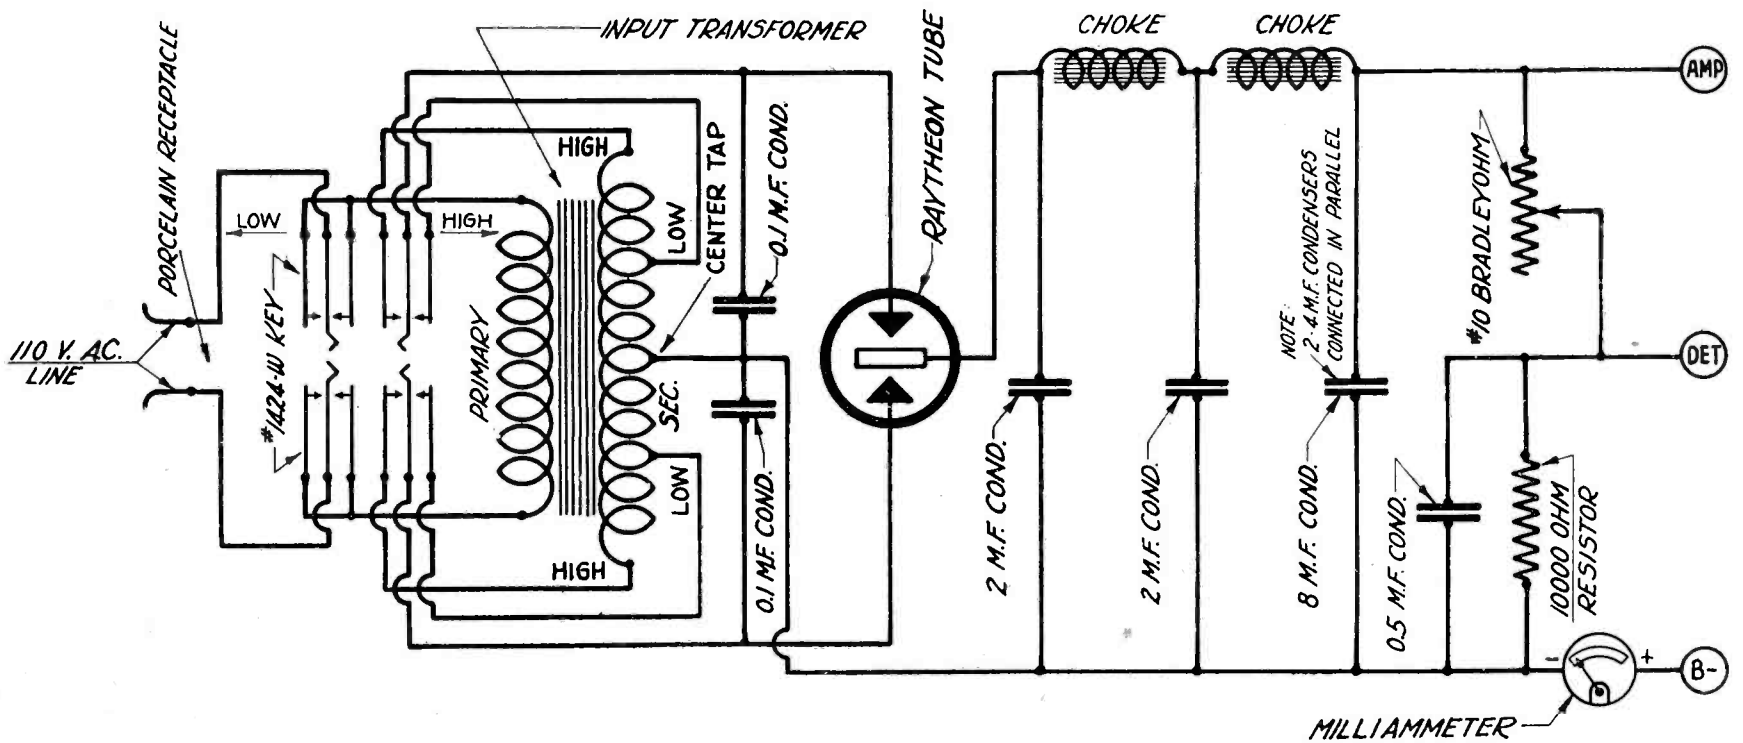 INPUT TRANSFORMER
CHOKE
CHOKE
AMP
PORCELAIN RECEPTACLE
RAYTHEON TUBE
HIGH
CENTER TAP
0.1 M.F. COND.
LOW
HIGH
LOW
#10 BRADLEYOHM
NOTE:
2-4 M.F. CONDENSERS
CONNECTED IN PARALLEL
110 V. A.C.
LINE
#1424-W KEY
PRIMARY
SEC.
DET
LOW
HIGH
0.1 M.F. COND.
2 M.F. COND.
2 M.F. COND.
8 M.F. COND.
0.5 M.F. COND.
10000 OHM
RESISTOR
- +
B-
MILLIAMMETER